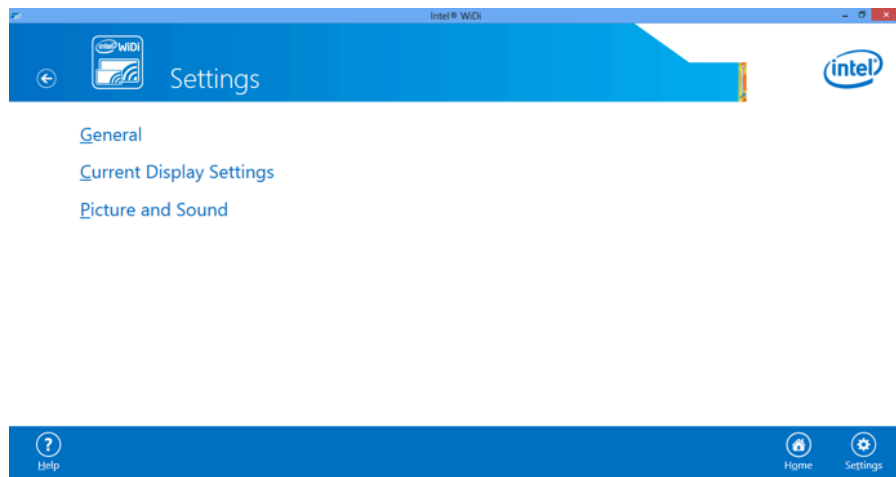 Intel® WiDi
intel WiDi
Settings
intel
General
Current Display Settings
Picture and Sound
?
Help
Home
Settings